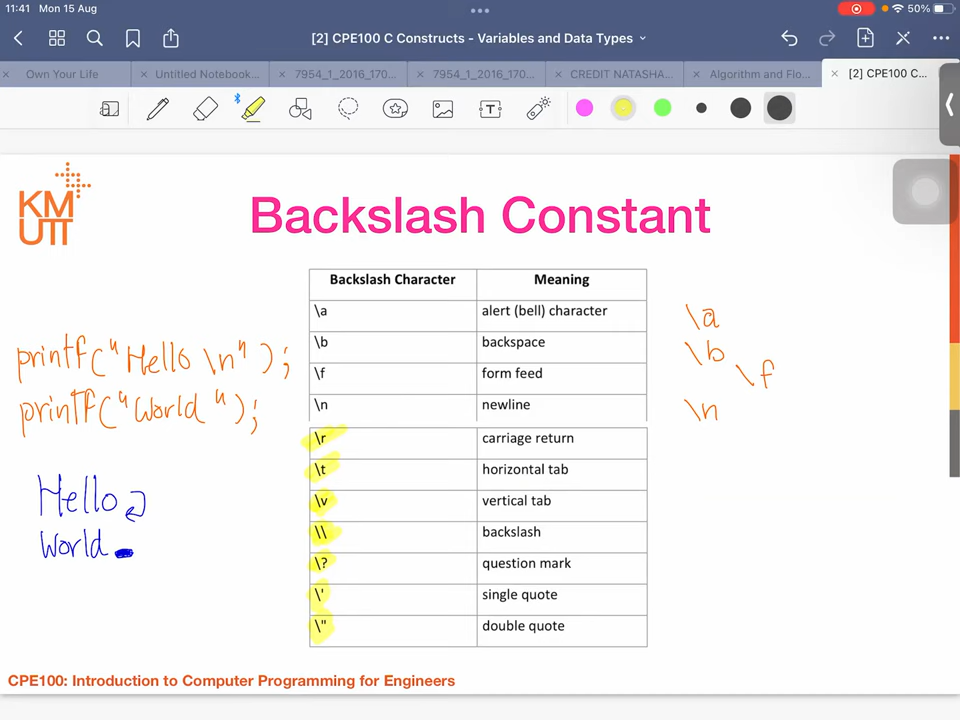 11:41 Mon 15 Aug
50%
[2] CPE100 C Constructs - Variables and Data Types
Own Your Life
Untitled Notebook...
7954_1_2016_170...
7954_1_2016_170...
CREDIT NATASHA...
Algorithm and Flo...
[2] CPE100 C...
T
KM
UTT
Backslash Constant
Backslash Character Meaning
\a alert (bell) character
\b backspace
\f form feed
\n newline
\r carriage return
\t horizontal tab
\v vertical tab
\\ backslash
\? question mark
\' single quote
\" double quote
printf("Hello \n");
printf("World");
Hello
World
\a
\b
\f
\n
CPE100: Introduction to Computer Programming for Engineers